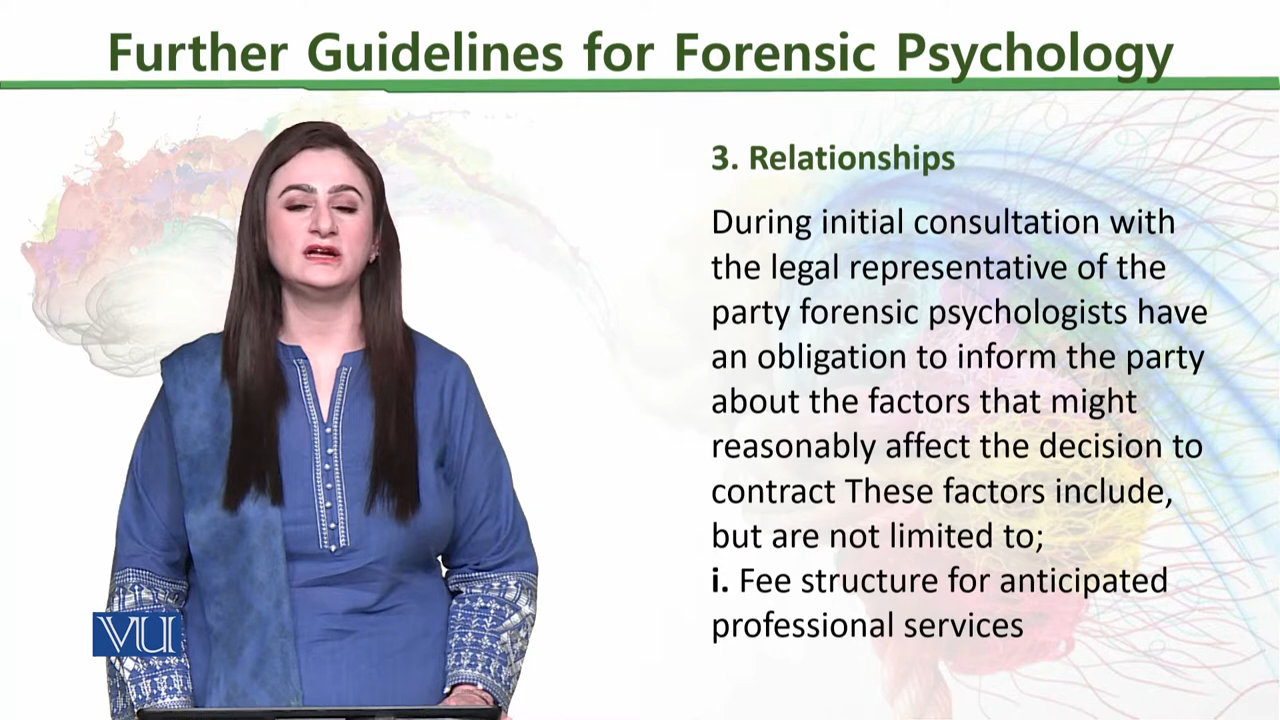 Further Guidelines for Forensic Psychology
3. Relationships
During initial consultation with
the legal representative of the
party forensic psychologists have
an obligation to inform the party
about the factors that might
reasonably affect the decision to
contract These factors include,
but are not limited to;
i. Fee structure for anticipated
professional services
VU